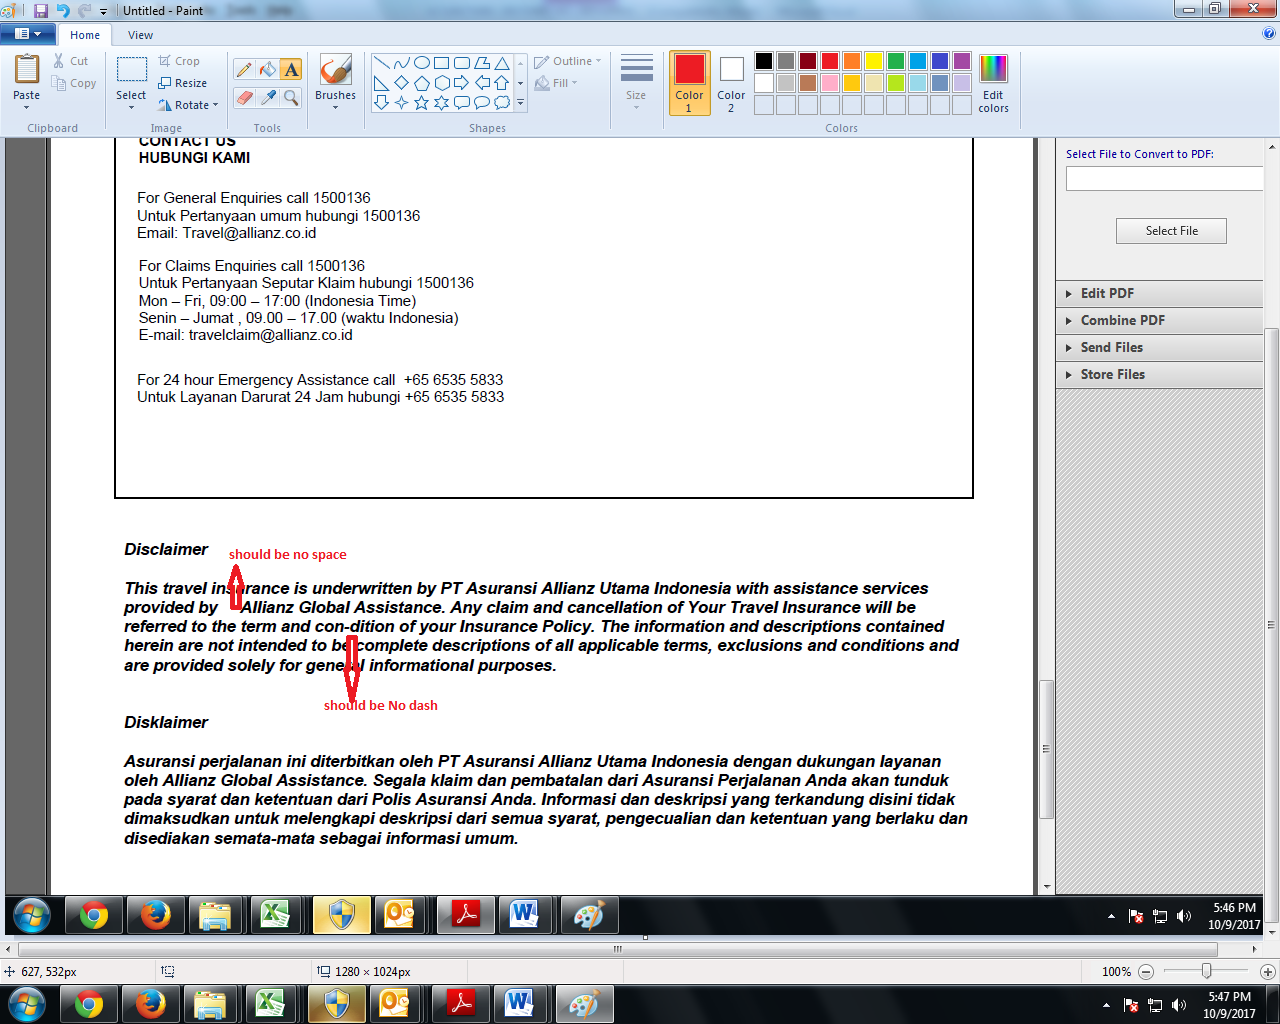 Untitled - Paint
Home
View
Paste
Cut
Copy
Clipboard
Select
Crop
Resize
Rotate
Image
Tools
Brushes
Shapes
Outline
Fill
Size
Color 1
Color 2
Colors
Edit colors
CONTACT US
HUBUNGI KAMI
For General Enquiries call 1500136
Untuk Pertanyaan umum hubungi 1500136
Email: Travel@allianz.co.id
For Claims Enquiries call 1500136
Untuk Pertanyaan Seputar Klaim hubungi 1500136
Mon – Fri, 09:00 – 17:00 (Indonesia Time)
Senin – Jumat , 09.00 – 17.00 (waktu Indonesia)
E-mail: travelclaim@allianz.co.id
For 24 hour Emergency Assistance call  +65 6535 5833
Untuk Layanan Darurat 24 Jam hubungi +65 6535 5833
Select File to Convert to PDF:
Select File
Edit PDF
Combine PDF
Send Files
Store Files
Disclaimer
should be no space
This travel insurance is underwritten by PT Asuransi Allianz Utama Indonesia with assistance services
provided by     Allianz Global Assistance. Any claim and cancellation of Your Travel Insurance will be
referred to the term and con-dition of your Insurance Policy. The information and descriptions contained
herein are not intended to be complete descriptions of all applicable terms, exclusions and conditions and
are provided solely for general informational purposes.
should be No dash
Disklaimer
Asuransi perjalanan ini diterbitkan oleh PT Asuransi Allianz Utama Indonesia dengan dukungan layanan
oleh Allianz Global Assistance. Segala klaim dan pembatalan dari Asuransi Perjalanan Anda akan tunduk
pada syarat dan ketentuan dari Polis Asuransi Anda. Informasi dan deskripsi yang terkandung disini tidak
dimaksudkan untuk melengkapi deskripsi dari semua syarat, pengecualian dan ketentuan yang berlaku dan
disediakan semata-mata sebagai informasi umum.
5:46 PM
10/9/2017
627, 532px
1280 × 1024px
100%
5:47 PM
10/9/2017